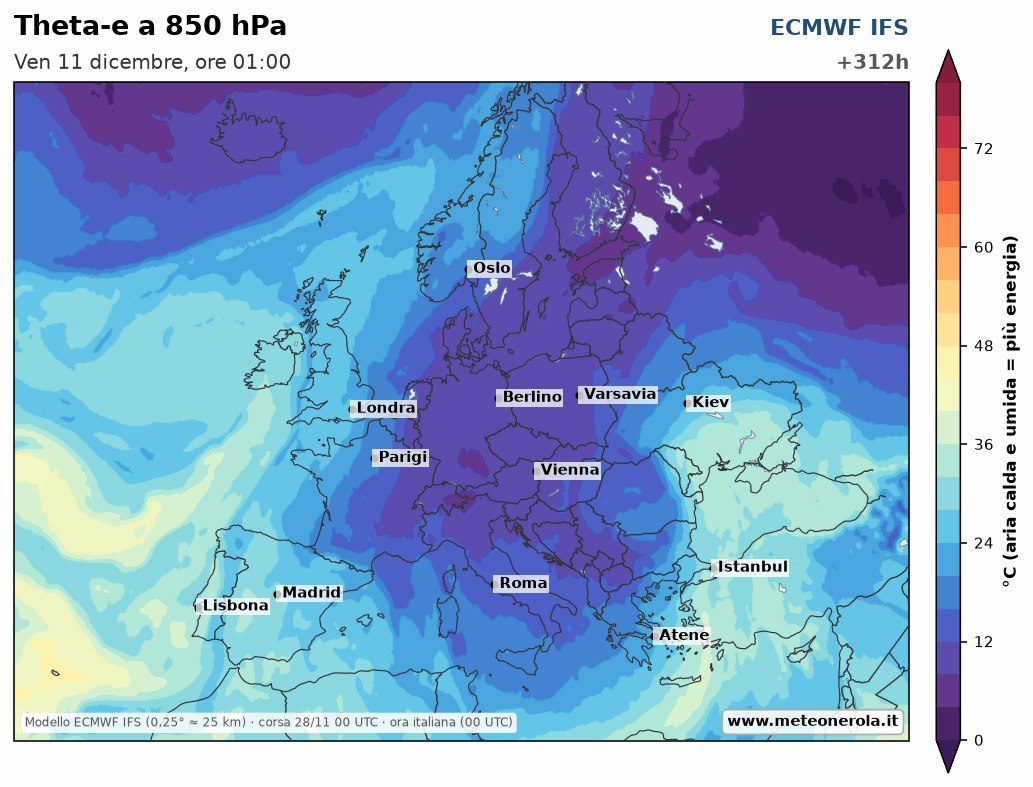 Theta-e a 850 hPa
ECMWF IFS
Ven 11 dicembre, ore 01:00
+312h
72
60
48
36
24
12
0
°C (aria calda e umida = più energia)
Oslo
Londra
Berlino
Varsavia
Kiev
Parigi
Vienna
Istanbul
Roma
Madrid
Lisbona
Atene
Modello ECMWF IFS (0,25° ≈ 25 km) · corsa 28/11 00 UTC · ora italiana (00 UTC)
www.meteonerola.it